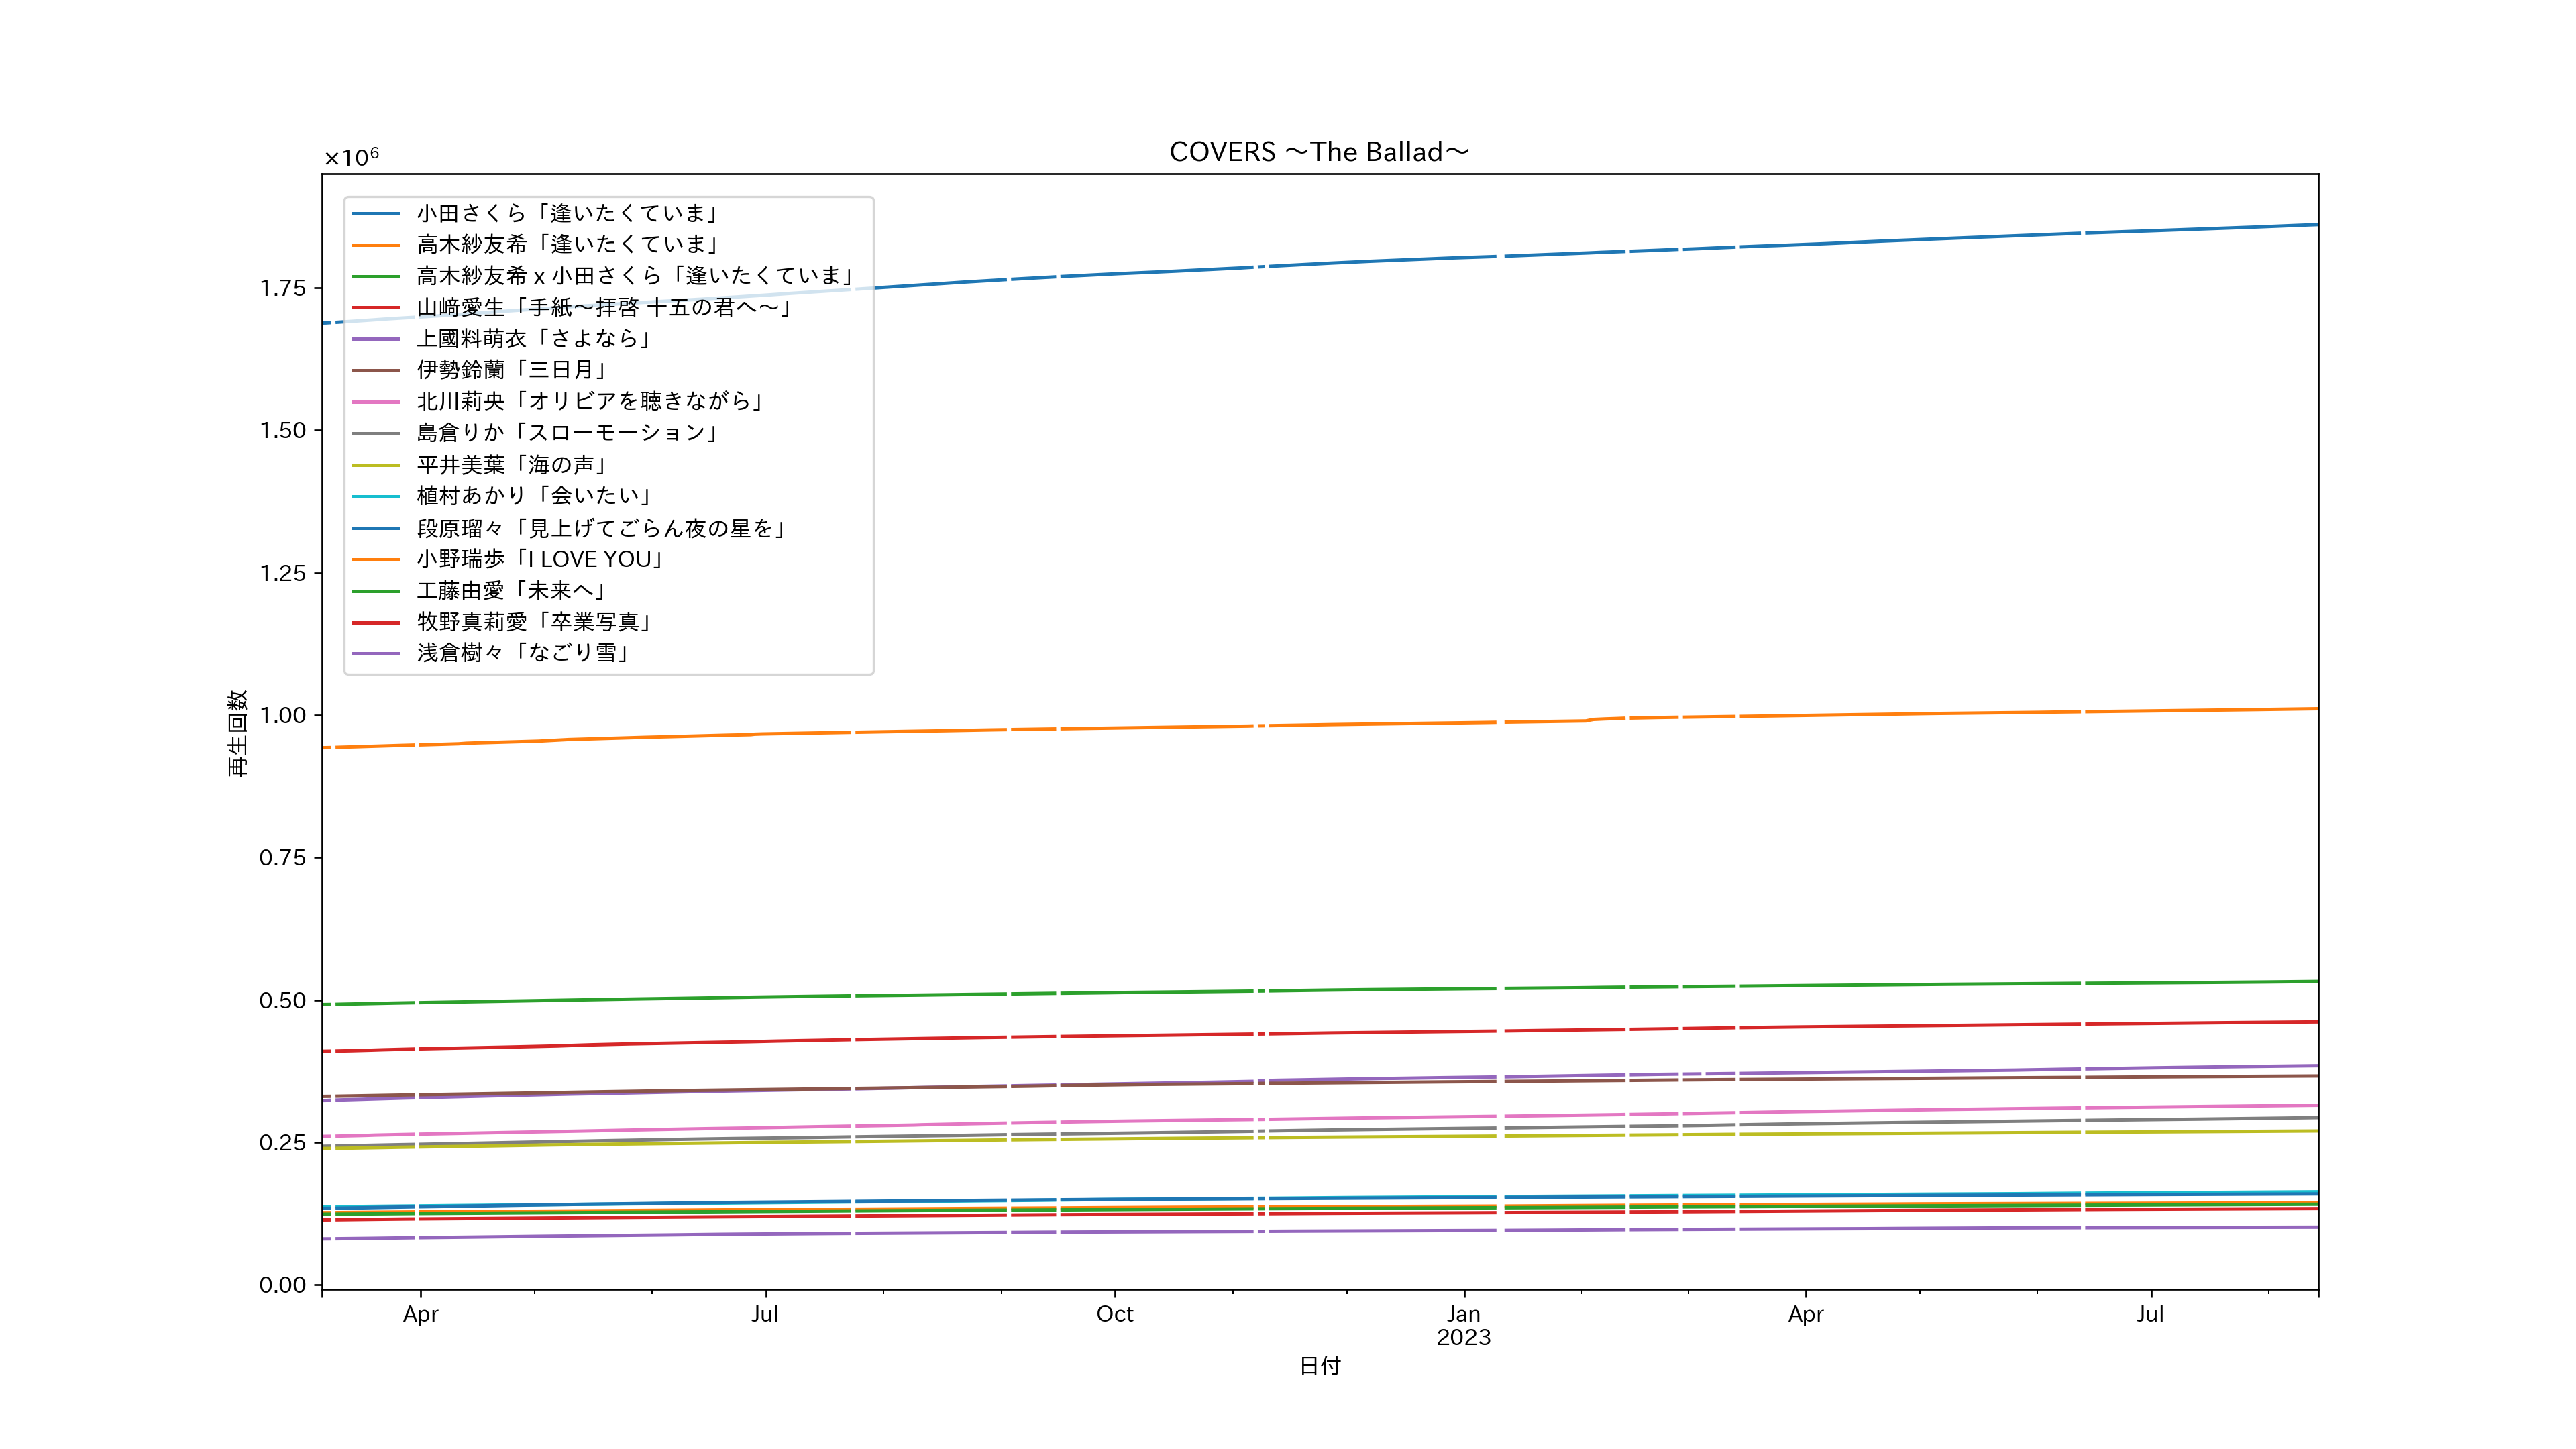 COVERS ～The Ballad～
×10⁶
小田さくら「逢いたくていま」
高木紗友希「逢いたくていま」
高木紗友希 x 小田さくら「逢いたくていま」
山﨑愛生「手紙～拝啓 十五の君へ～」
上國料萌衣「さよなら」
伊勢鈴蘭「三日月」
北川莉央「オリビアを聴きながら」
島倉りか「スローモーション」
平井美葉「海の声」
植村あかり「会いたい」
段原瑠々「見上げてごらん夜の星を」
小野瑞歩「I LOVE YOU」
工藤由愛「未来へ」
牧野真莉愛「卒業写真」
浅倉樹々「なごり雪」
1.75
1.50
1.25
1.00
0.75
0.50
0.25
0.00
再生回数
Apr Jul Oct Jan Apr Jul
2023
日付